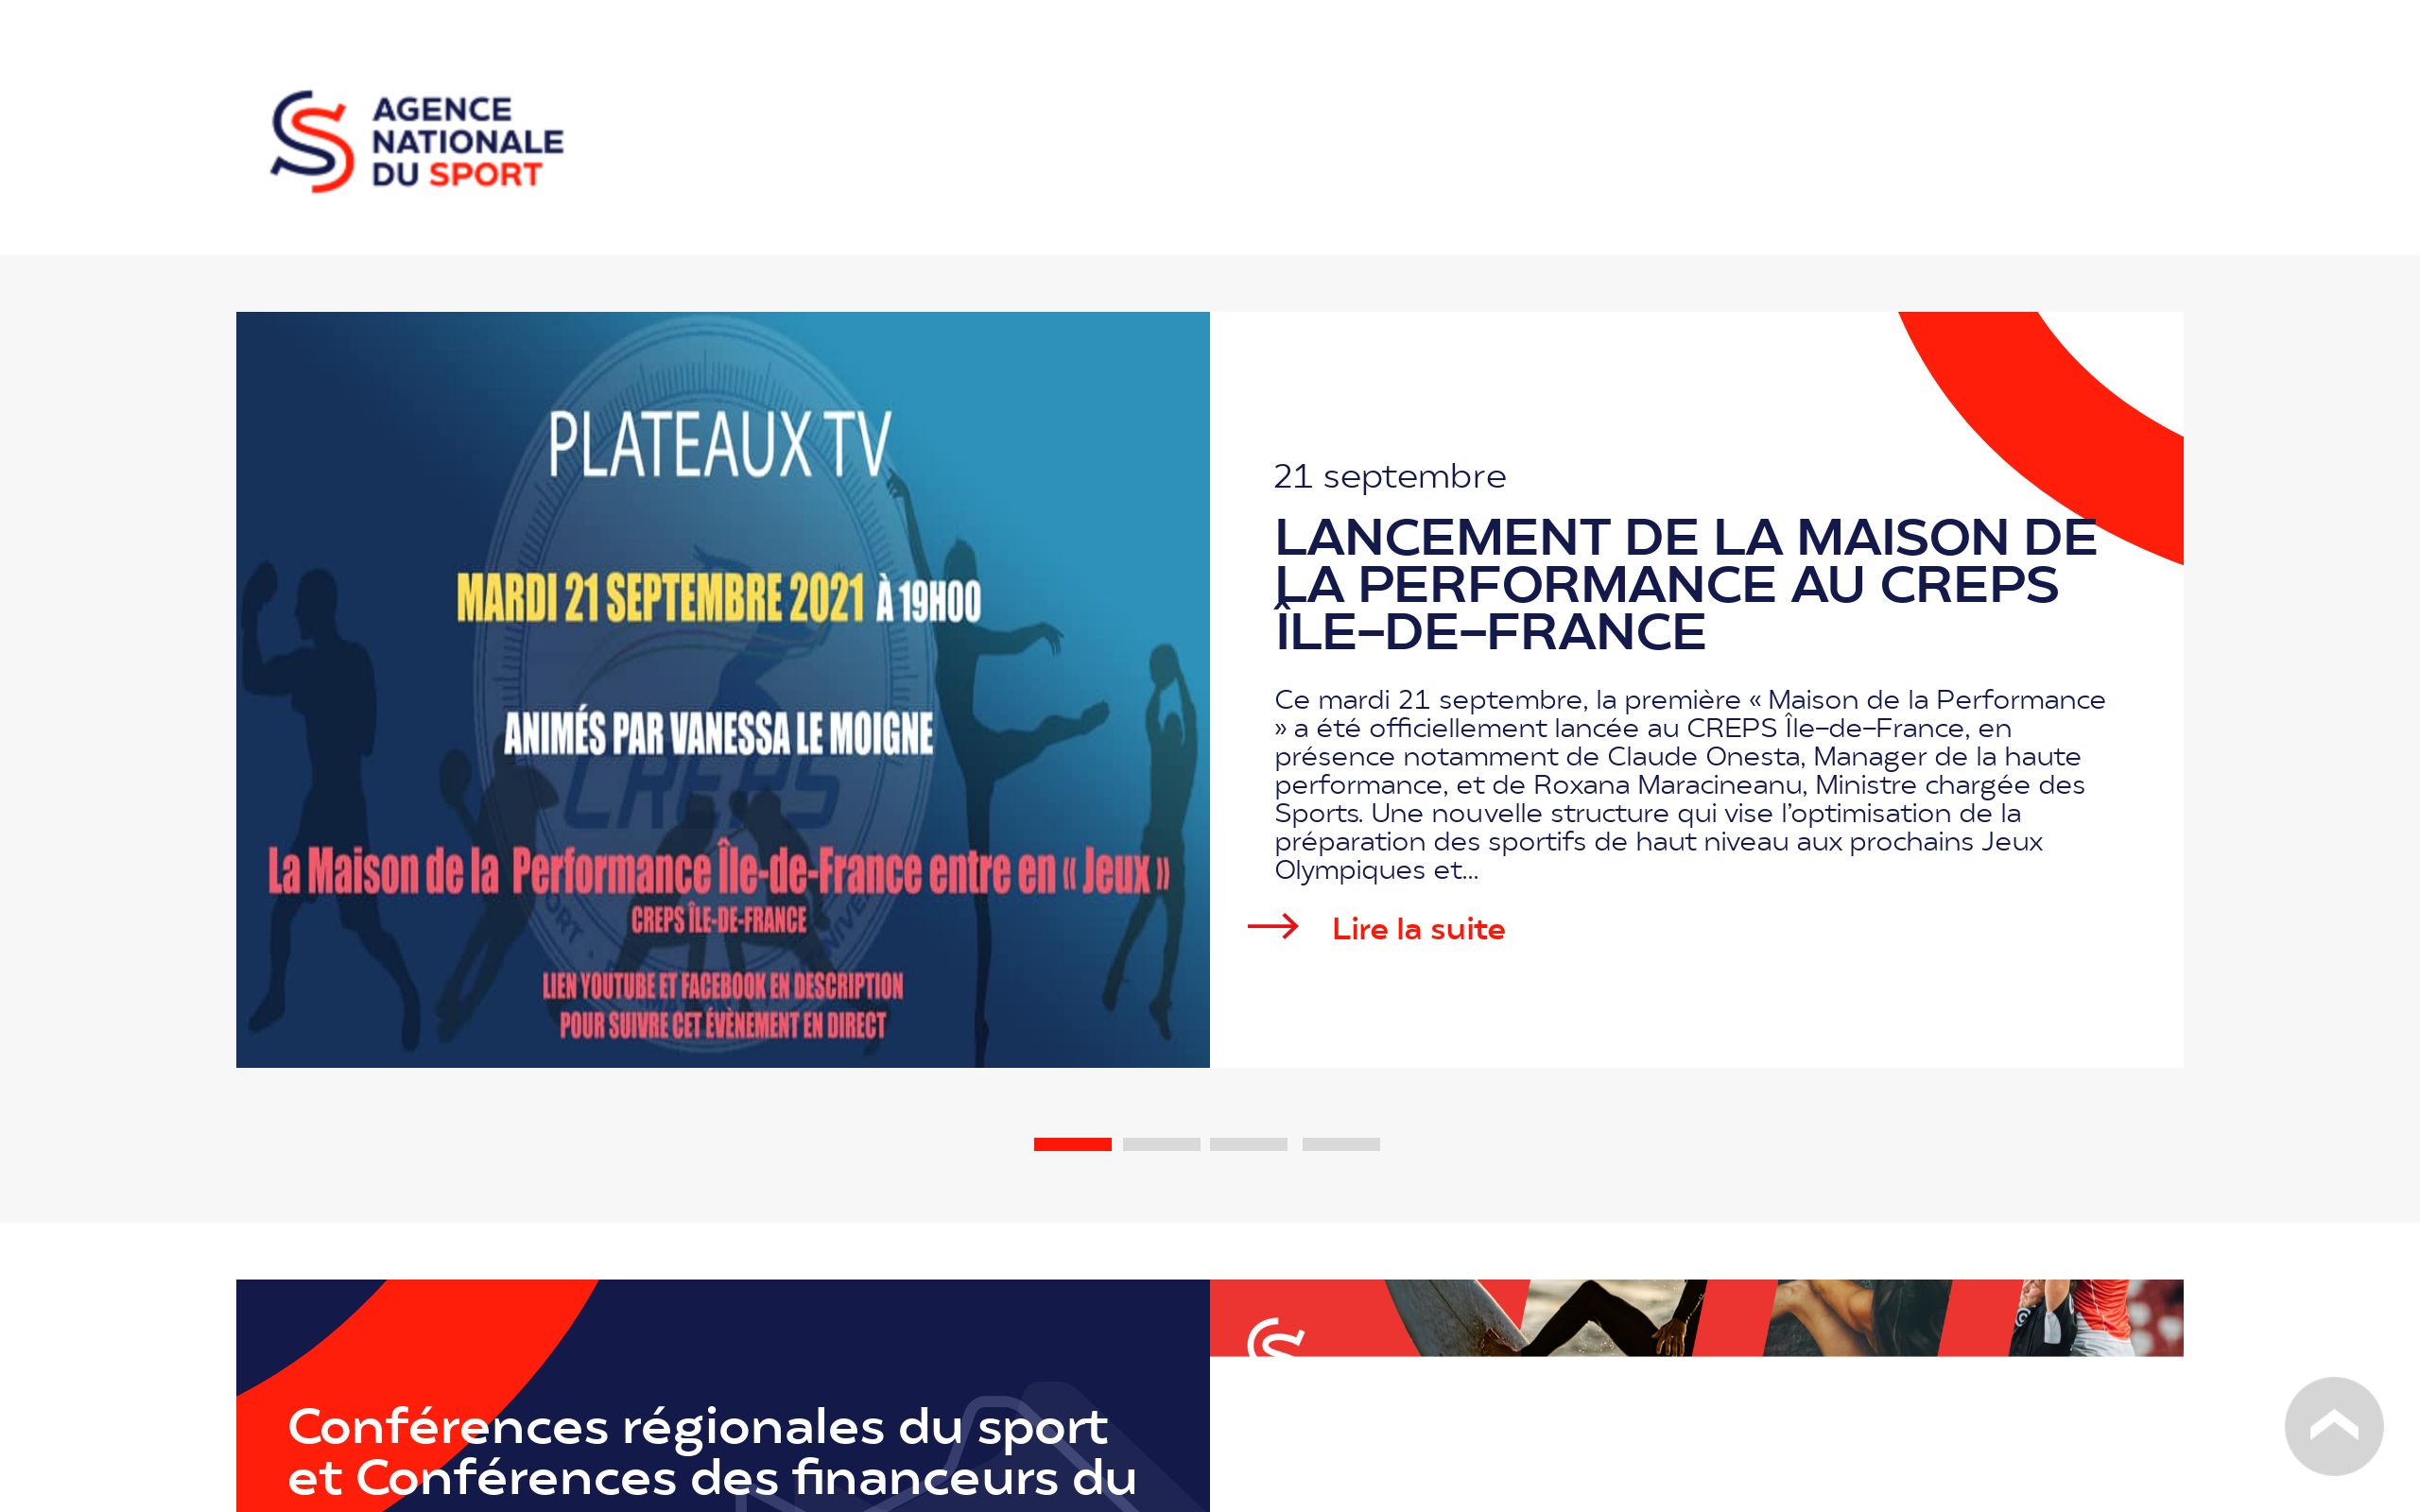 AGENCE
NATIONALE
DU SPORT
PLATEAUX TV
MARDI 21 SEPTEMBRE 2021 À 19H00
ANIMÉS PAR VANESSA LE MOIGNE
CREPS
La Maison de la Performance Île-de-France entre en « Jeux »
CREPS ÎLE-DE-FRANCE
LIEN YOUTUBE ET FACEBOOK EN DESCRIPTION
POUR SUIVRE CET ÉVÈNEMENT EN DIRECT
21 septembre
LANCEMENT DE LA MAISON DE
LA PERFORMANCE AU CREPS
ÎLE-DE-FRANCE
Ce mardi 21 septembre, la première « Maison de la Performance
» a été officiellement lancée au CREPS Île-de-France, en
présence notamment de Claude Onesta, Manager de la haute
performance, et de Roxana Maracineanu, Ministre chargée des
Sports. Une nouvelle structure qui vise l'optimisation de la
préparation des sportifs de haut niveau aux prochains Jeux
Olympiques et...
Lire la suite
Conférences régionales du sport
et Conférences des financeurs du